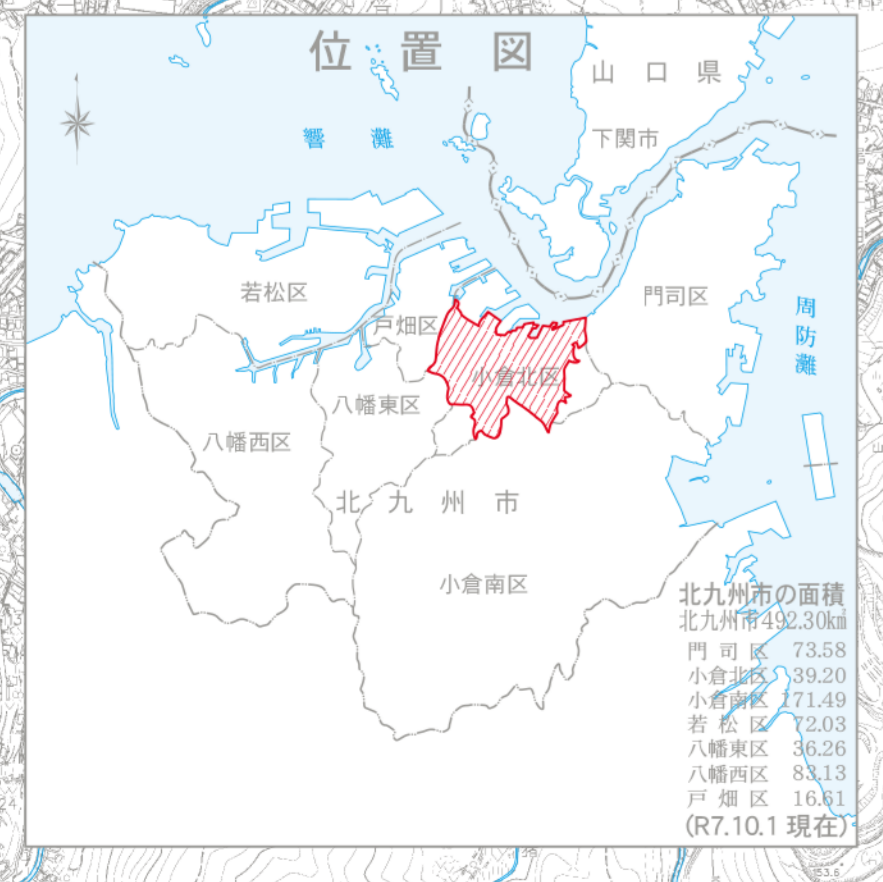 位置図
山口県
響灘
下関市
若松区
門司区
周防灘
戸畑区
小倉北区
八幡東区
八幡西区
北九州市
小倉南区
北九州市の面積
北九州市492.30km²
門司区 73.58
小倉北区 39.20
小倉南区 171.49
若松区 72.03
八幡東区 36.26
八幡西区 83.13
戸畑区 16.61
(R7.10.1 現在)
153.6